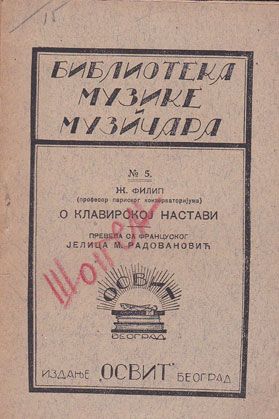 15
БИБЛИОТЕКА
МУЗИКЕ
И
МУЗИЧАРА
№ 5.
Ж. ФИЛИП
(професор париског конзерваторијума)
О КЛАВИРСКОЈ НАСТАВИ
ПРЕВЕЛА СА ФРАНЦУСКОГ
ЈЕЛИЦА М. РАДОВАНОВИЋ
ОСВИТ
БЕОГРАД
ИЗДАЊЕ „ОСВИТ" БЕОГРАД